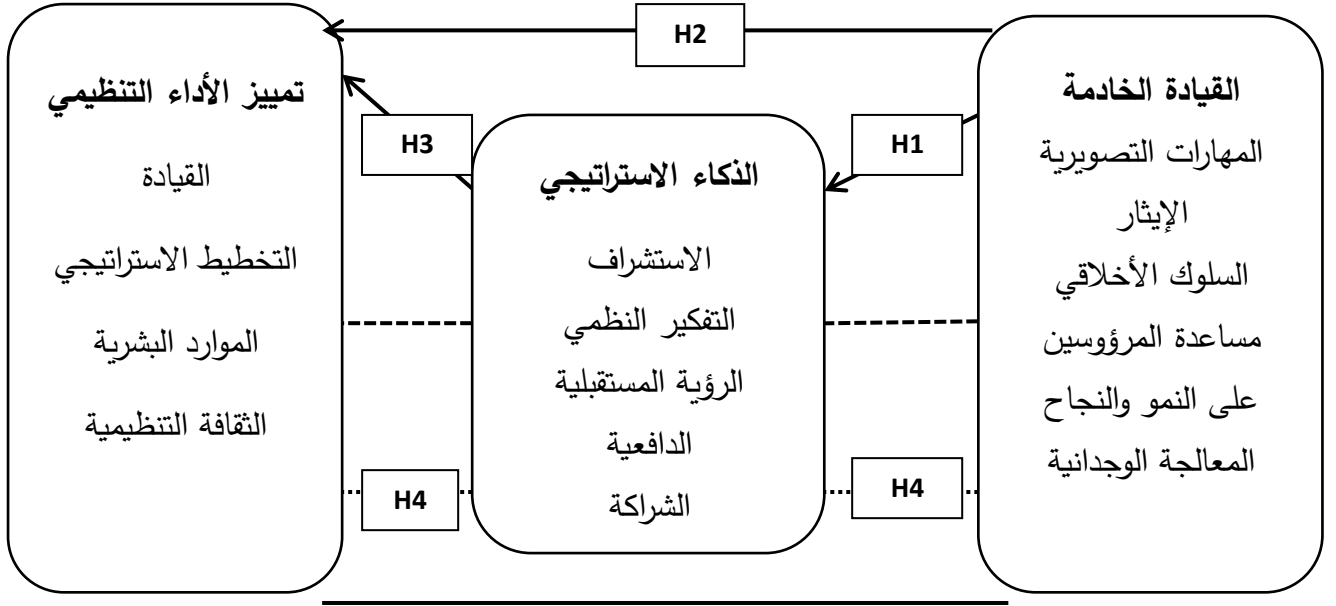 H2
القيادة الخادمة
المهارات التصويرية
الإيثار
السلوك الأخلاقي
مساعدة المرؤوسين
على النمو والنجاح
المعالجة الوجدانية
H1
H4
الذكاء الاستراتيجي
الاستشراف
التفكير النظمي
الرؤية المستقبلية
الدافعية
الشراكة
H3
H4
تمييز الأداء التنظيمي
القيادة
التخطيط الاستراتيجي
الموارد البشرية
الثقافة التنظيمية